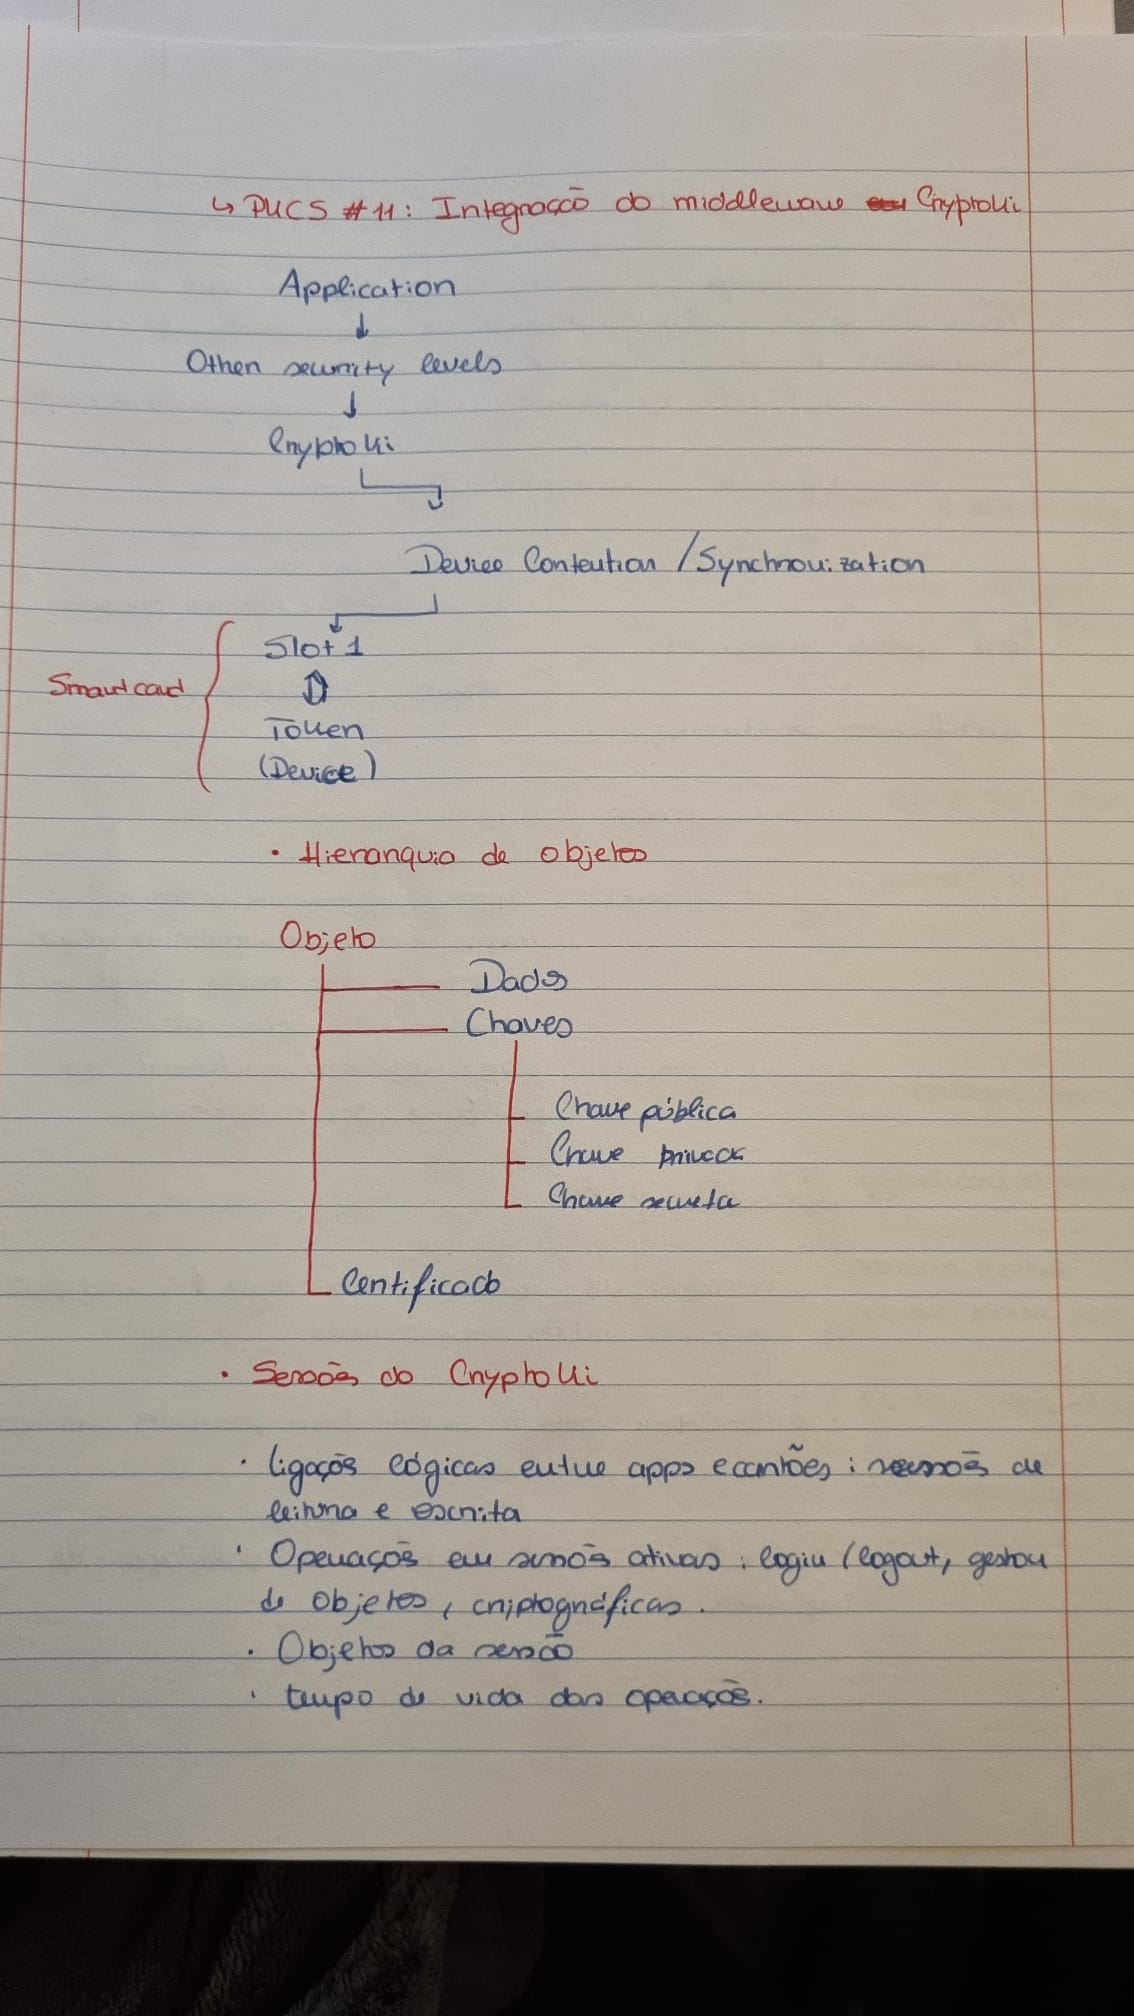 ↳ PKCS #11: Integração do middleware Cryptoki
Application
↓
Other security levels
↓
Cryptoki
Device Contention / Synchronization
Slot 1
Smartcard
⇕
Token
(Device)
• Hierarquia de objetos
Objeto
Dados
Chaves
Chave pública
Chave privada
Chave secreta
Certificado
• Sessões do Cryptoki
• ligações lógicas entre apps e cartões : sessões de
leitura e escrita
• Operações em sessões ativas : login / logout, gestão
de objetos, criptográficas.
• Objetos da sessão
• tempo de vida das operações.